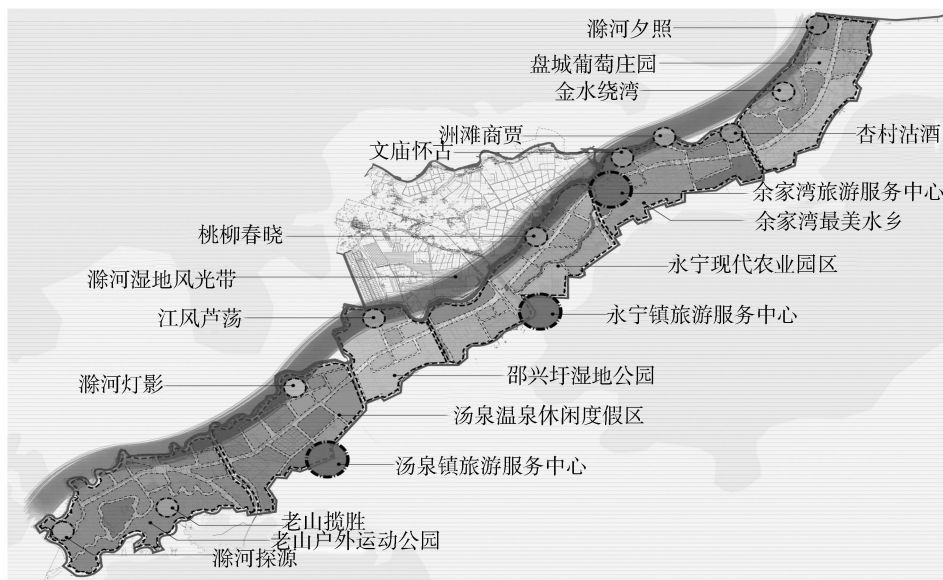 滁河夕照
盘城葡萄庄园
金水绕湾
洲滩商贾
杏村沽酒
文庙怀古
余家湾旅游服务中心
余家湾最美水乡
桃柳春晓
永宁现代农业园区
滁河湿地风光带
江风芦荡
永宁镇旅游服务中心
邵兴圩湿地公园
滁河灯影
汤泉温泉休闲度假区
汤泉镇旅游服务中心
老山揽胜
老山户外运动公园
滁河探源